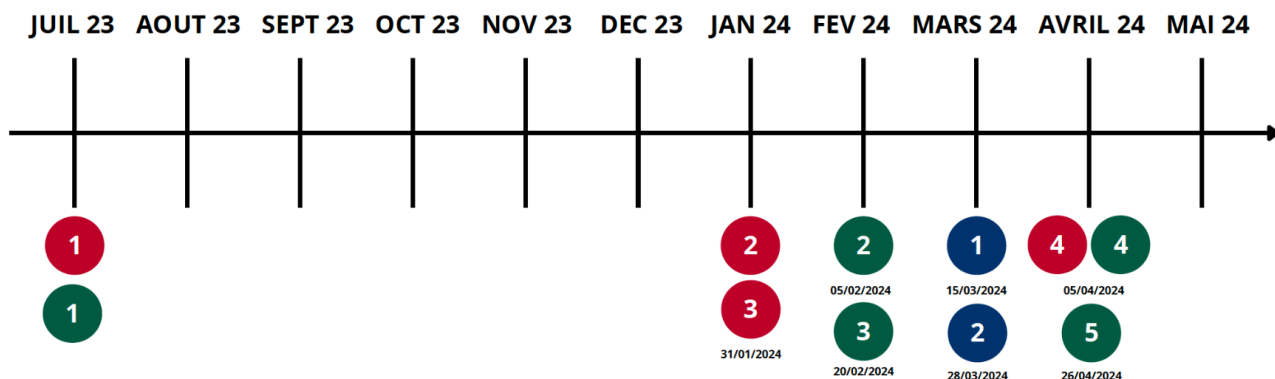 JUIL 23 AOUT 23 SEPT 23 OCT 23 NOV 23 DEC 23 JAN 24 FEV 24 MARS 24 AVRIL 24 MAI 24
1 2 2 1 4 4
05/02/2024 15/03/2024 05/04/2024
1 3 3 2 5
31/01/2024 20/02/2024 28/03/2024 26/04/2024